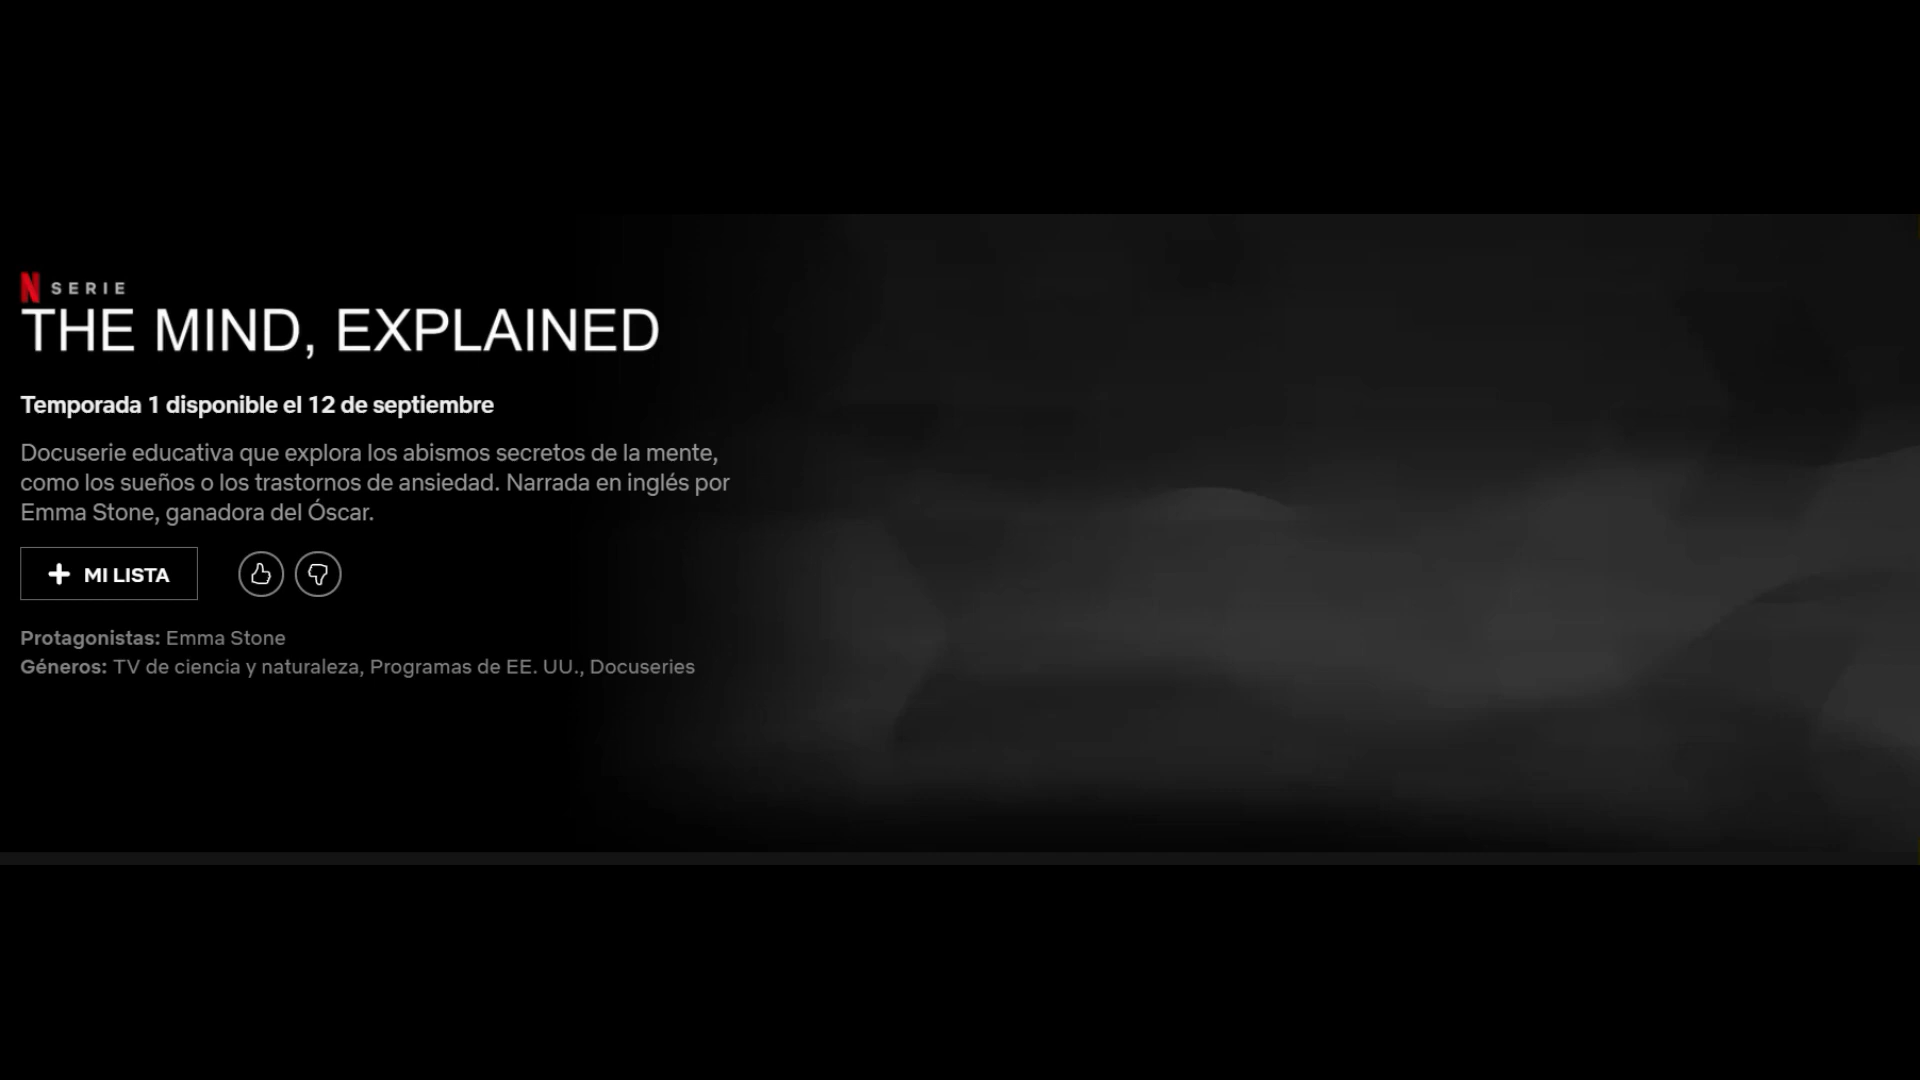 N SERIE
THE MIND, EXPLAINED
Temporada 1 disponible el 12 de septiembre
Docuserie educativa que explora los abismos secretos de la mente,
como los sueños o los trastornos de ansiedad. Narrada en inglés por
Emma Stone, ganadora del Óscar.
+ MI LISTA
Protagonistas: Emma Stone
Géneros: TV de ciencia y naturaleza, Programas de EE. UU., Docuseries